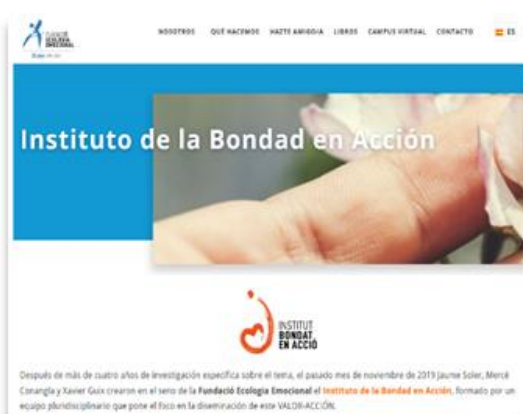 FUNDACIÓ
ECOLOGIA
EMOCIONAL
NOSOTROS QUÉ HACEMOS HAZTE AMIGO/A LIBROS CAMPUS VIRTUAL CONTACTO ES
Instituto de la Bondad en Acción
INSTITUT
BONDAT
EN ACCIÓ
Después de más de cuatro años de investigación específica sobre el tema, el pasado mes de noviembre de 2019 Jaume Soler, Mercè
Conangla y Xavier Guix crearon en el seno de la Fundació Ecologia Emocional el Instituto de la Bondad en Acción, formado por un
equipo pluridisciplinario que pone el foco en la diseminación de este VALOR-ACCIÓN.